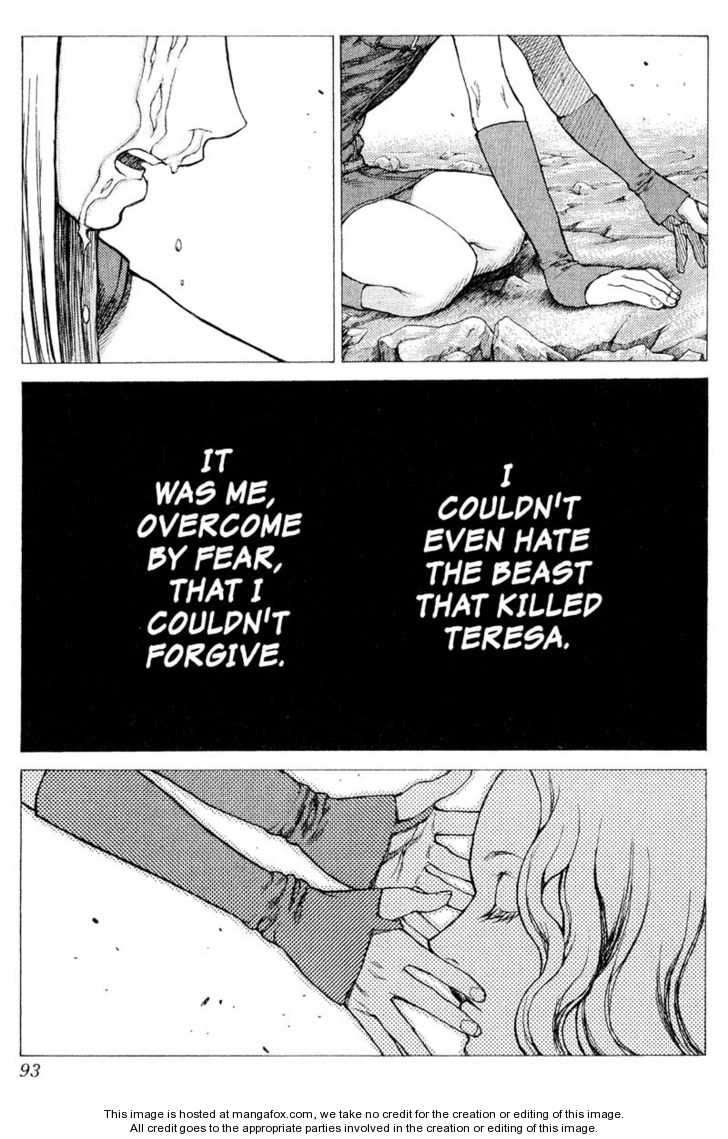 I
COULDN'T
EVEN HATE
THE BEAST
THAT KILLED
TERESA.
IT
WAS ME,
OVERCOME
BY FEAR,
THAT I
COULDN'T
FORGIVE.
93
This image is hosted at mangafox.com, we take no credit for the creation or editing of this image.
All credit goes to the appropriate parties involved in the creation or editing of this image.